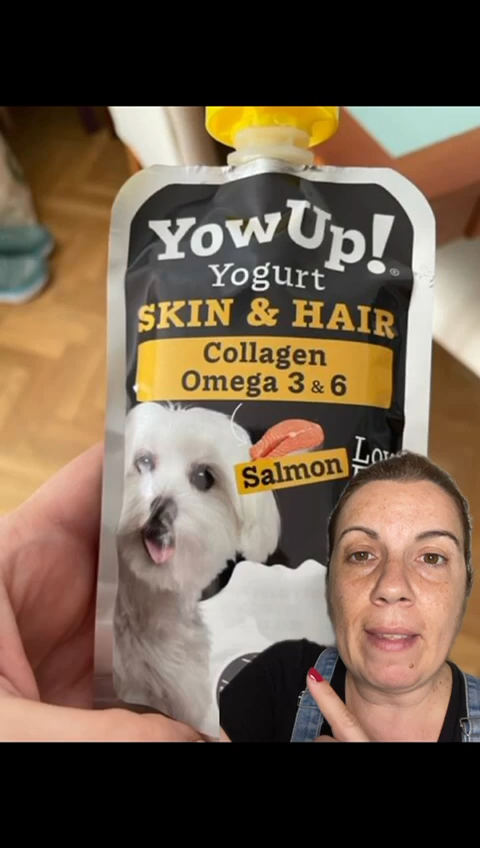 YowUp!®
Yogurt
SKIN & HAIR
Collagen
Omega 3 & 6
Salmon